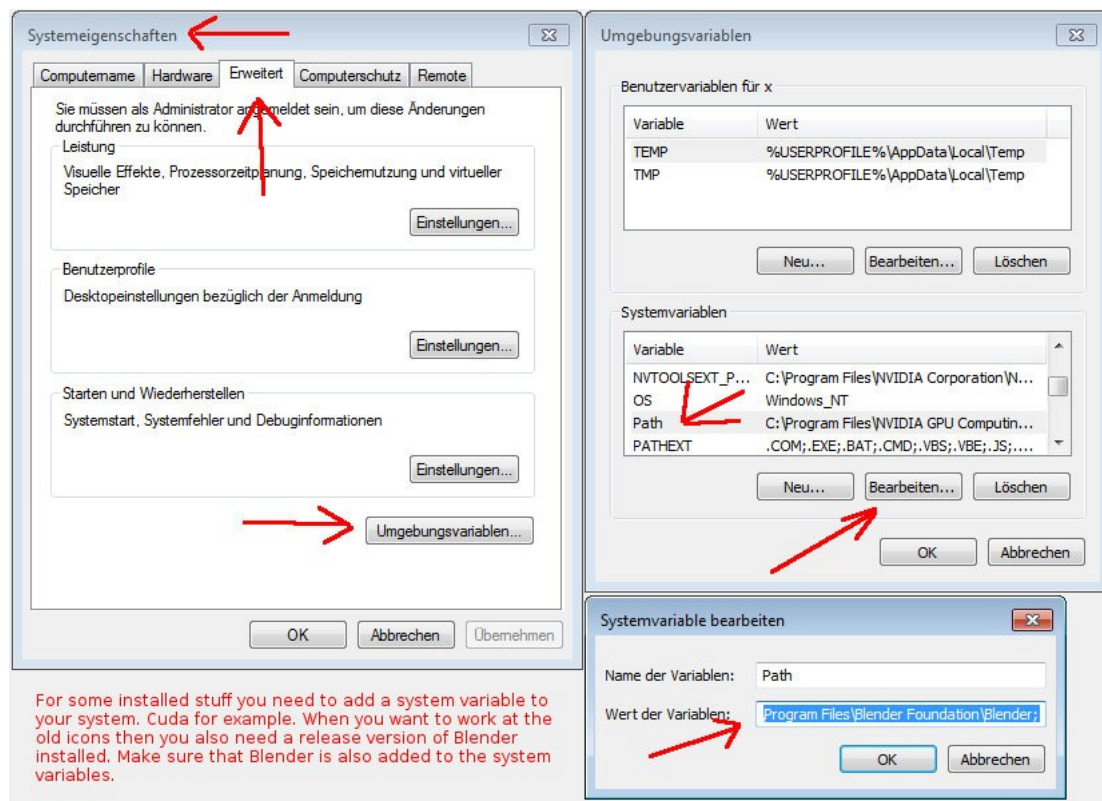 Systemeigenschaften
Computername Hardware Erweitert Computerschutz Remote
Sie müssen als Administrator angemeldet sein, um diese Änderungen
durchführen zu können.
Leistung
Visuelle Effekte, Prozessorzeitplanung, Speichernutzung und virtueller
Speicher
Einstellungen...
Benutzerprofile
Desktopeinstellungen bezüglich der Anmeldung
Einstellungen...
Starten und Wiederherstellen
Systemstart, Systemfehler und Debuginformationen
Einstellungen...
Umgebungsvariablen...
OK Abbrechen Übernehmen
For some installed stuff you need to add a system variable to
your system. Cuda for example. When you want to work at the
old icons then you also need a release version of Blender
installed. Make sure that Blender is also added to the system
variables.
Umgebungsvariablen
Benutzervariablen für x
Variable Wert
TEMP %USERPROFILE%\AppData\Local\Temp
TMP %USERPROFILE%\AppData\Local\Temp
Neu... Bearbeiten... Löschen
Systemvariablen
Variable Wert
NVTOOLSEXT_P... C:\Program Files\NVIDIA Corporation\N...
OS Windows_NT
Path C:\Program Files\NVIDIA GPU Computin...
PATHEXT .COM;.EXE;.BAT;.CMD;.VBS;.VBE;.JS;....
Neu... Bearbeiten... Löschen
OK Abbrechen
Systemvariable bearbeiten
Name der Variablen: Path
Wert der Variablen: Program Files\Blender Foundation\Blender;
OK Abbrechen